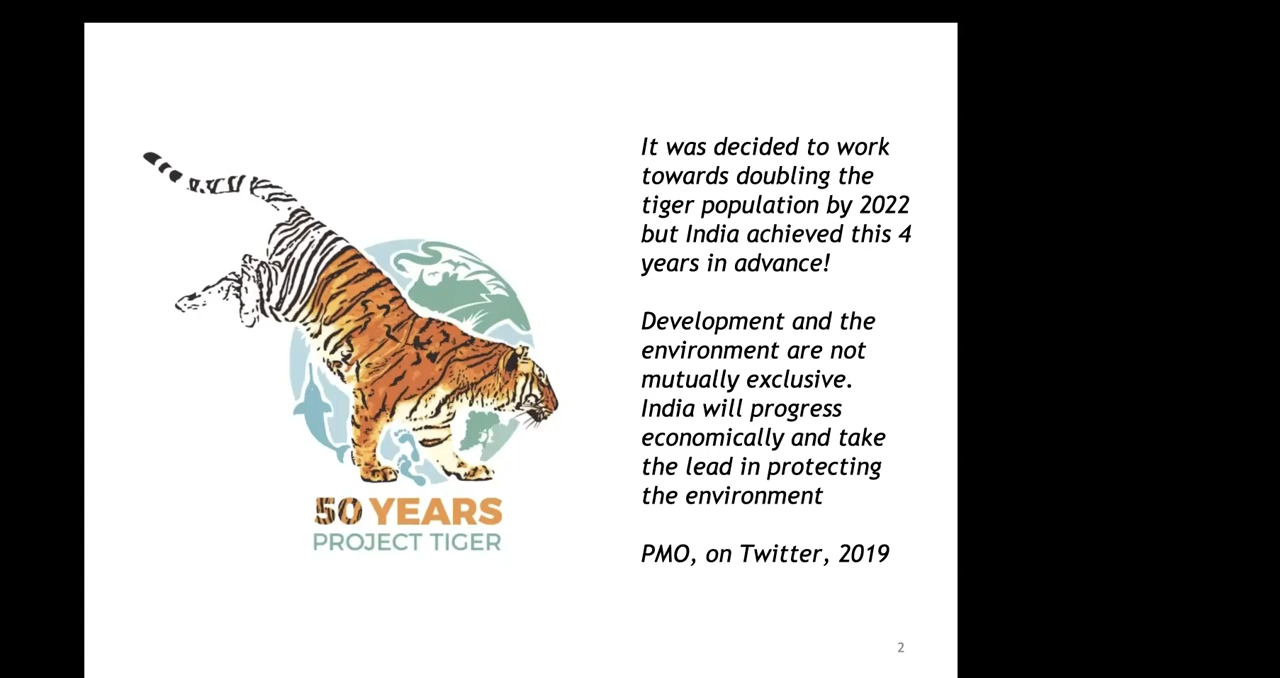 It was decided to work
towards doubling the
tiger population by 2022
but India achieved this 4
years in advance!
Development and the
environment are not
mutually exclusive.
India will progress
economically and take
the lead in protecting
the environment
PMO, on Twitter, 2019
50 YEARS
PROJECT TIGER
2